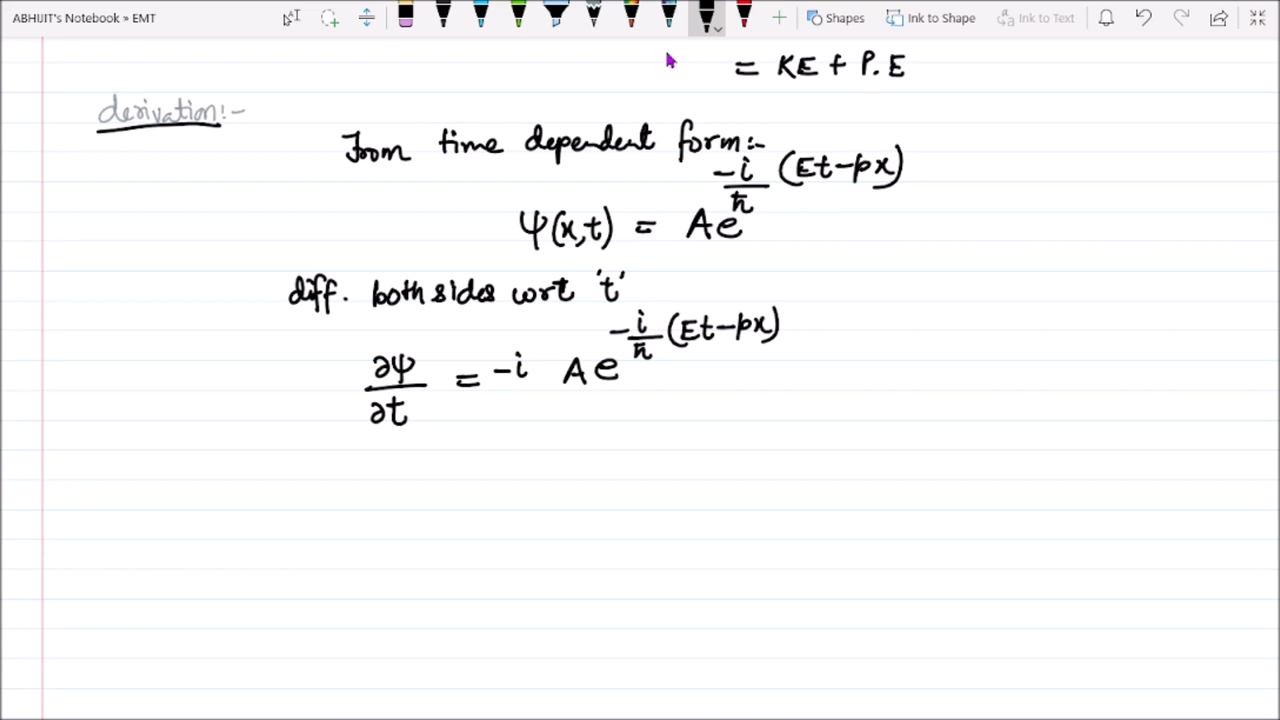 ABHIJIT's Notebook » EMT
Shapes Ink to Shape Ink to Text
= KE + P.E
derivation:-
From time dependent form:-
ψ(x,t) = Ae^{-i/ħ (Et-px)}
diff. both sides wrt 't'
∂ψ/∂t = -i Ae^{-i/ħ (Et-px)}